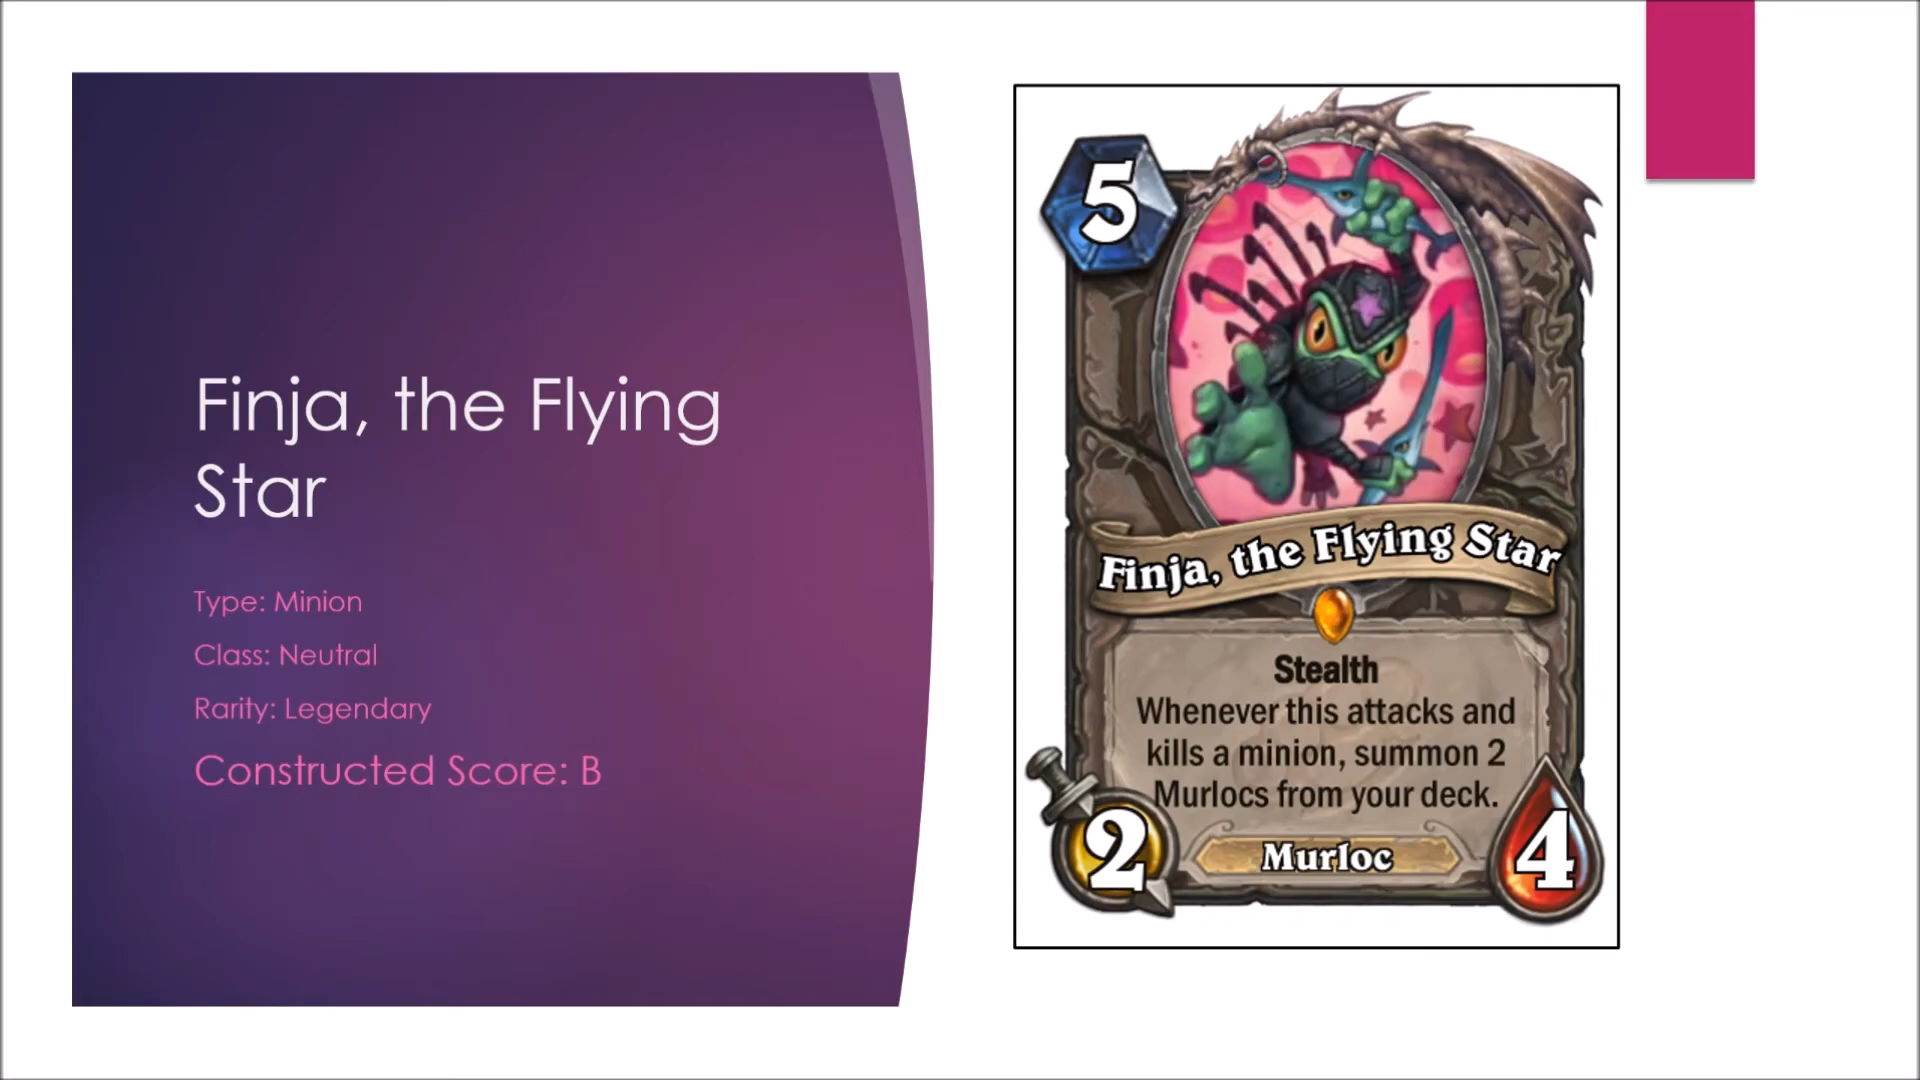 Finja, the Flying
Star
Type: Minion
Class: Neutral
Rarity: Legendary
Constructed Score: B
5
Finja, the Flying Star
Stealth
Whenever this attacks and
kills a minion, summon 2
Murlocs from your deck.
2
Murloc
4